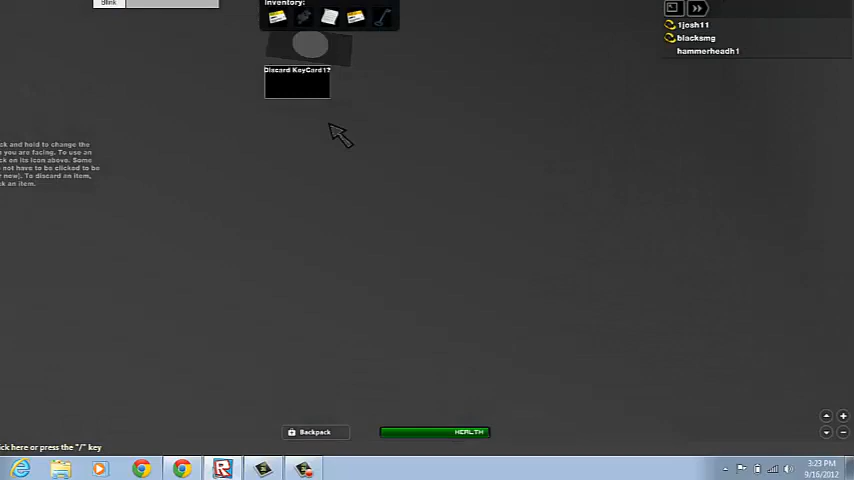 Inventory:
Blink
1josh11
blacksmg
hammerheadh1
Discard KeyCard1?
ck and hold to change the
you are facing. To use an
ck on its icon above. Some
not have to be clicked to be
new]. To discard an item,
ck an item.
Backpack
HEALTH
ick here or press the "/" key
3:23 PM
9/16/2012